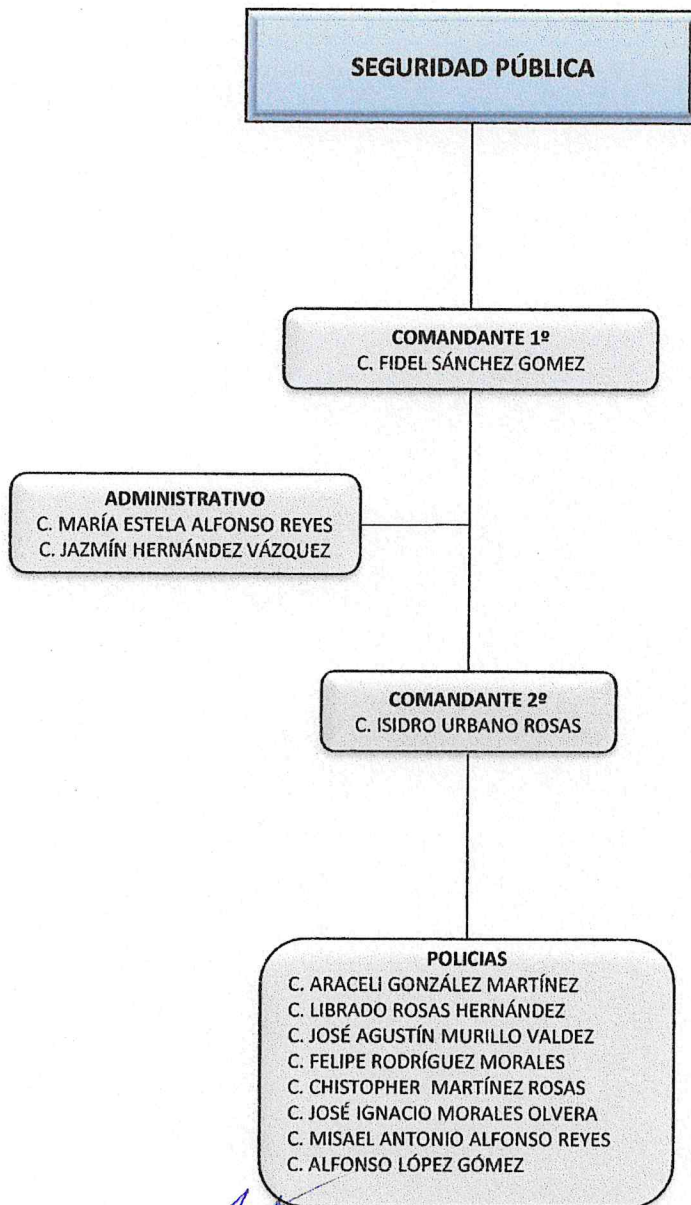 SEGURIDAD PÚBLICA
COMANDANTE 1º
C. FIDEL SÁNCHEZ GOMEZ
ADMINISTRATIVO
C. MARÍA ESTELA ALFONSO REYES
C. JAZMÍN HERNÁNDEZ VÁZQUEZ
COMANDANTE 2º
C. ISIDRO URBANO ROSAS
POLICIAS
C. ARACELI GONZÁLEZ MARTÍNEZ
C. LIBRADO ROSAS HERNÁNDEZ
C. JOSÉ AGUSTÍN MURILLO VALDEZ
C. FELIPE RODRÍGUEZ MORALES
C. CHISTOPHER MARTÍNEZ ROSAS
C. JOSÉ IGNACIO MORALES OLVERA
C. MISAEL ANTONIO ALFONSO REYES
C. ALFONSO LÓPEZ GÓMEZ